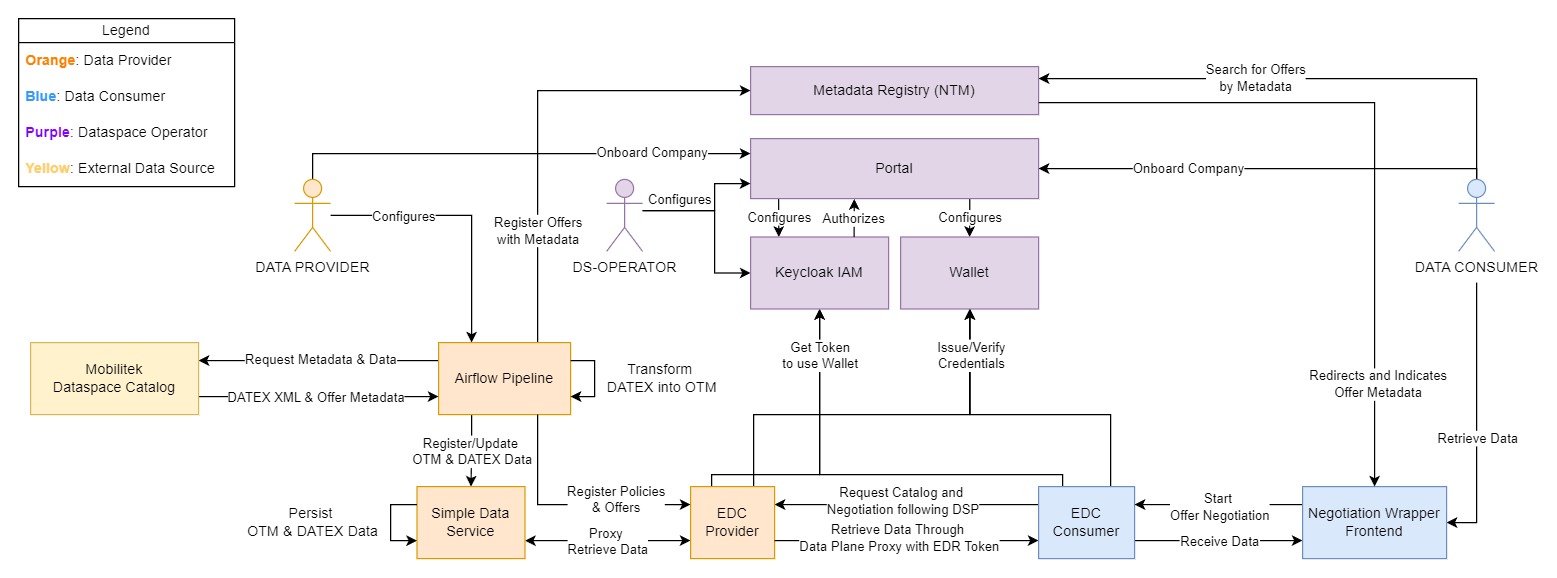 Legend
Orange: Data Provider
Blue: Data Consumer
Purple: Dataspace Operator
Yellow: External Data Source
Metadata Registry (NTM)
Search for Offers
by Metadata
Onboard Company
Portal
Onboard Company
Configures
Register Offers
with Metadata
Configures
Configures
Authorizes
Configures
DATA PROVIDER
DS-OPERATOR
Keycloak IAM
Wallet
DATA CONSUMER
Mobilitek
Dataspace Catalog
Request Metadata & Data
DATEX XML & Offer Metadata
Airflow Pipeline
Transform
DATEX into OTM
Get Token
to use Wallet
Issue/Verify
Credentials
Redirects and Indicates
Offer Metadata
Retrieve Data
Register/Update
OTM & DATEX Data
Persist
OTM & DATEX Data
Simple Data
Service
Register Policies
& Offers
Proxy
Retrieve Data
EDC
Provider
Request Catalog and
Negotiation following DSP
Retrieve Data Through
Data Plane Proxy with EDR Token
EDC
Consumer
Start
Offer Negotiation
Receive Data
Negotiation Wrapper
Frontend